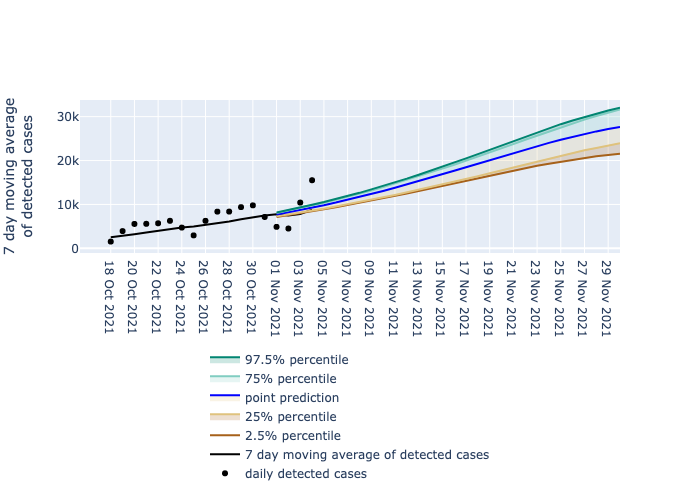 7 day moving average
of detected cases
30k
20k
10k
0
18 Oct 2021
20 Oct 2021
22 Oct 2021
24 Oct 2021
26 Oct 2021
28 Oct 2021
30 Oct 2021
01 Nov 2021
03 Nov 2021
05 Nov 2021
07 Nov 2021
09 Nov 2021
11 Nov 2021
13 Nov 2021
15 Nov 2021
17 Nov 2021
19 Nov 2021
21 Nov 2021
23 Nov 2021
25 Nov 2021
27 Nov 2021
29 Nov 2021
97.5% percentile
75% percentile
point prediction
25% percentile
2.5% percentile
7 day moving average of detected cases
daily detected cases